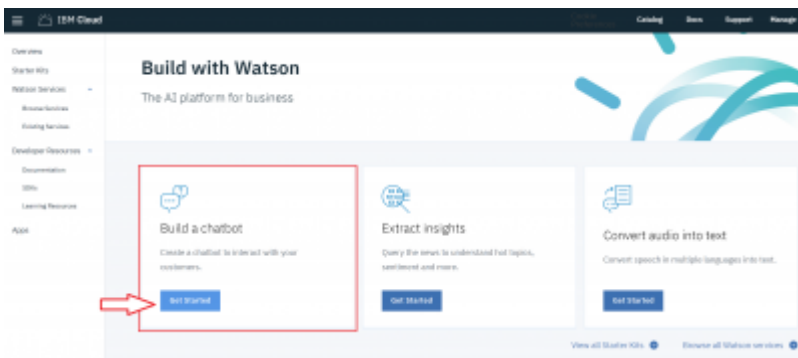 IBM Cloud
Catalog
Docs
Support
Manage
Overview
Starter Kits
Watson Services
Browse Services
Existing Services
Developer Resources
Documentation
SDKs
Learning Resources
Apps
Build with Watson
The AI platform for business
Build a chatbot
Create a chatbot to interact with your
customers.
Get Started
Extract insights
Query the news to understand hot topics,
sentiment and more.
Get Started
Convert audio into text
Convert speech in multiple languages into text.
Get Started
View all Starter Kits
Browse all Watson services